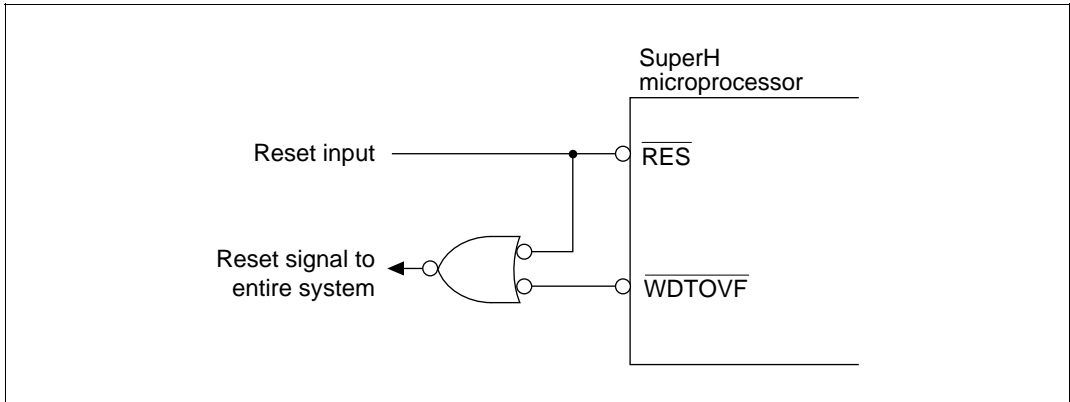 SuperH
microprocessor
Reset input
RES
Reset signal to
entire system
WDTOVF